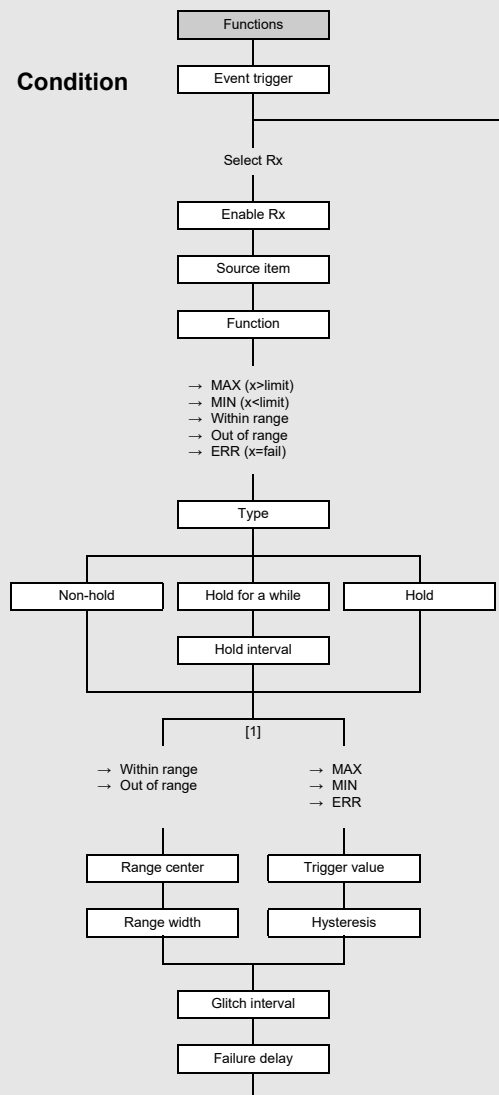 Functions
Condition
Event trigger
Select Rx
Enable Rx
Source item
Function
→ MAX (x>limit)
→ MIN (x<limit)
→ Within range
→ Out of range
→ ERR (x=fail)
Type
Non-hold
Hold for a while
Hold
Hold interval
[1]
→ Within range
→ Out of range
→ MAX
→ MIN
→ ERR
Range center
Trigger value
Range width
Hysteresis
Glitch interval
Failure delay